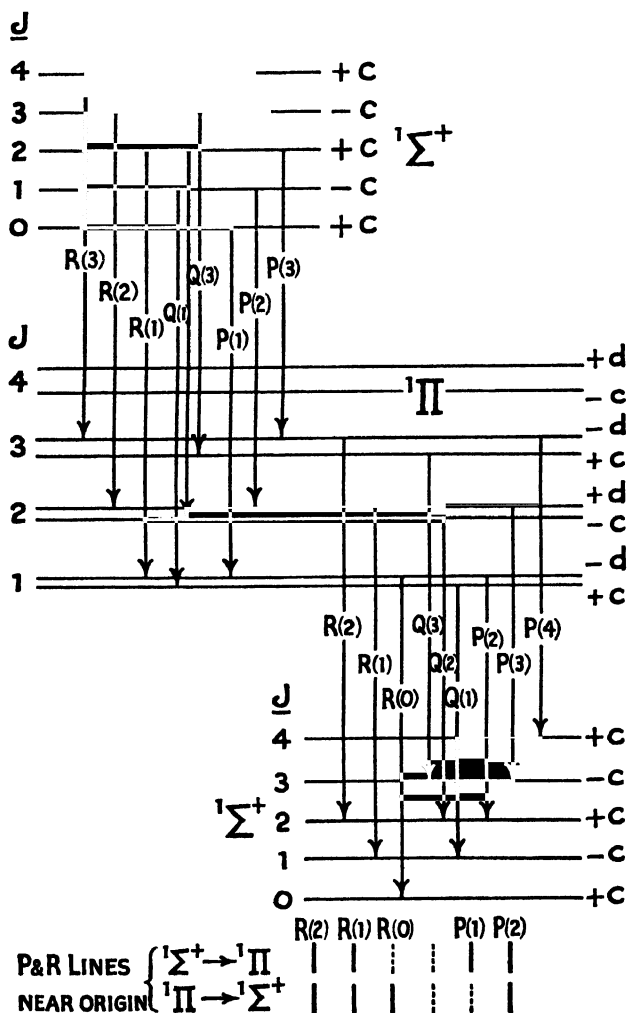 J
4 + c
3 − c
2 + c ¹Σ⁺
1 − c
0 + c
R(3) R(2) R(1) Q(1) Q(3) P(1) P(2) P(3)
J
+ d
4 ¹Π − c
− d
3 + c
+ d
2 − c
− d
1 + c
R(2) R(1) R(0) Q(3) Q(2) Q(1) P(2) P(3) P(4)
J
4 + c
3 − c
¹Σ⁺ 2 + c
1 − c
0 + c
R(2) R(1) R(0) P(1) P(2)
P&R LINES { ¹Σ⁺→¹Π
NEAR ORIGIN ¹Π→¹Σ⁺